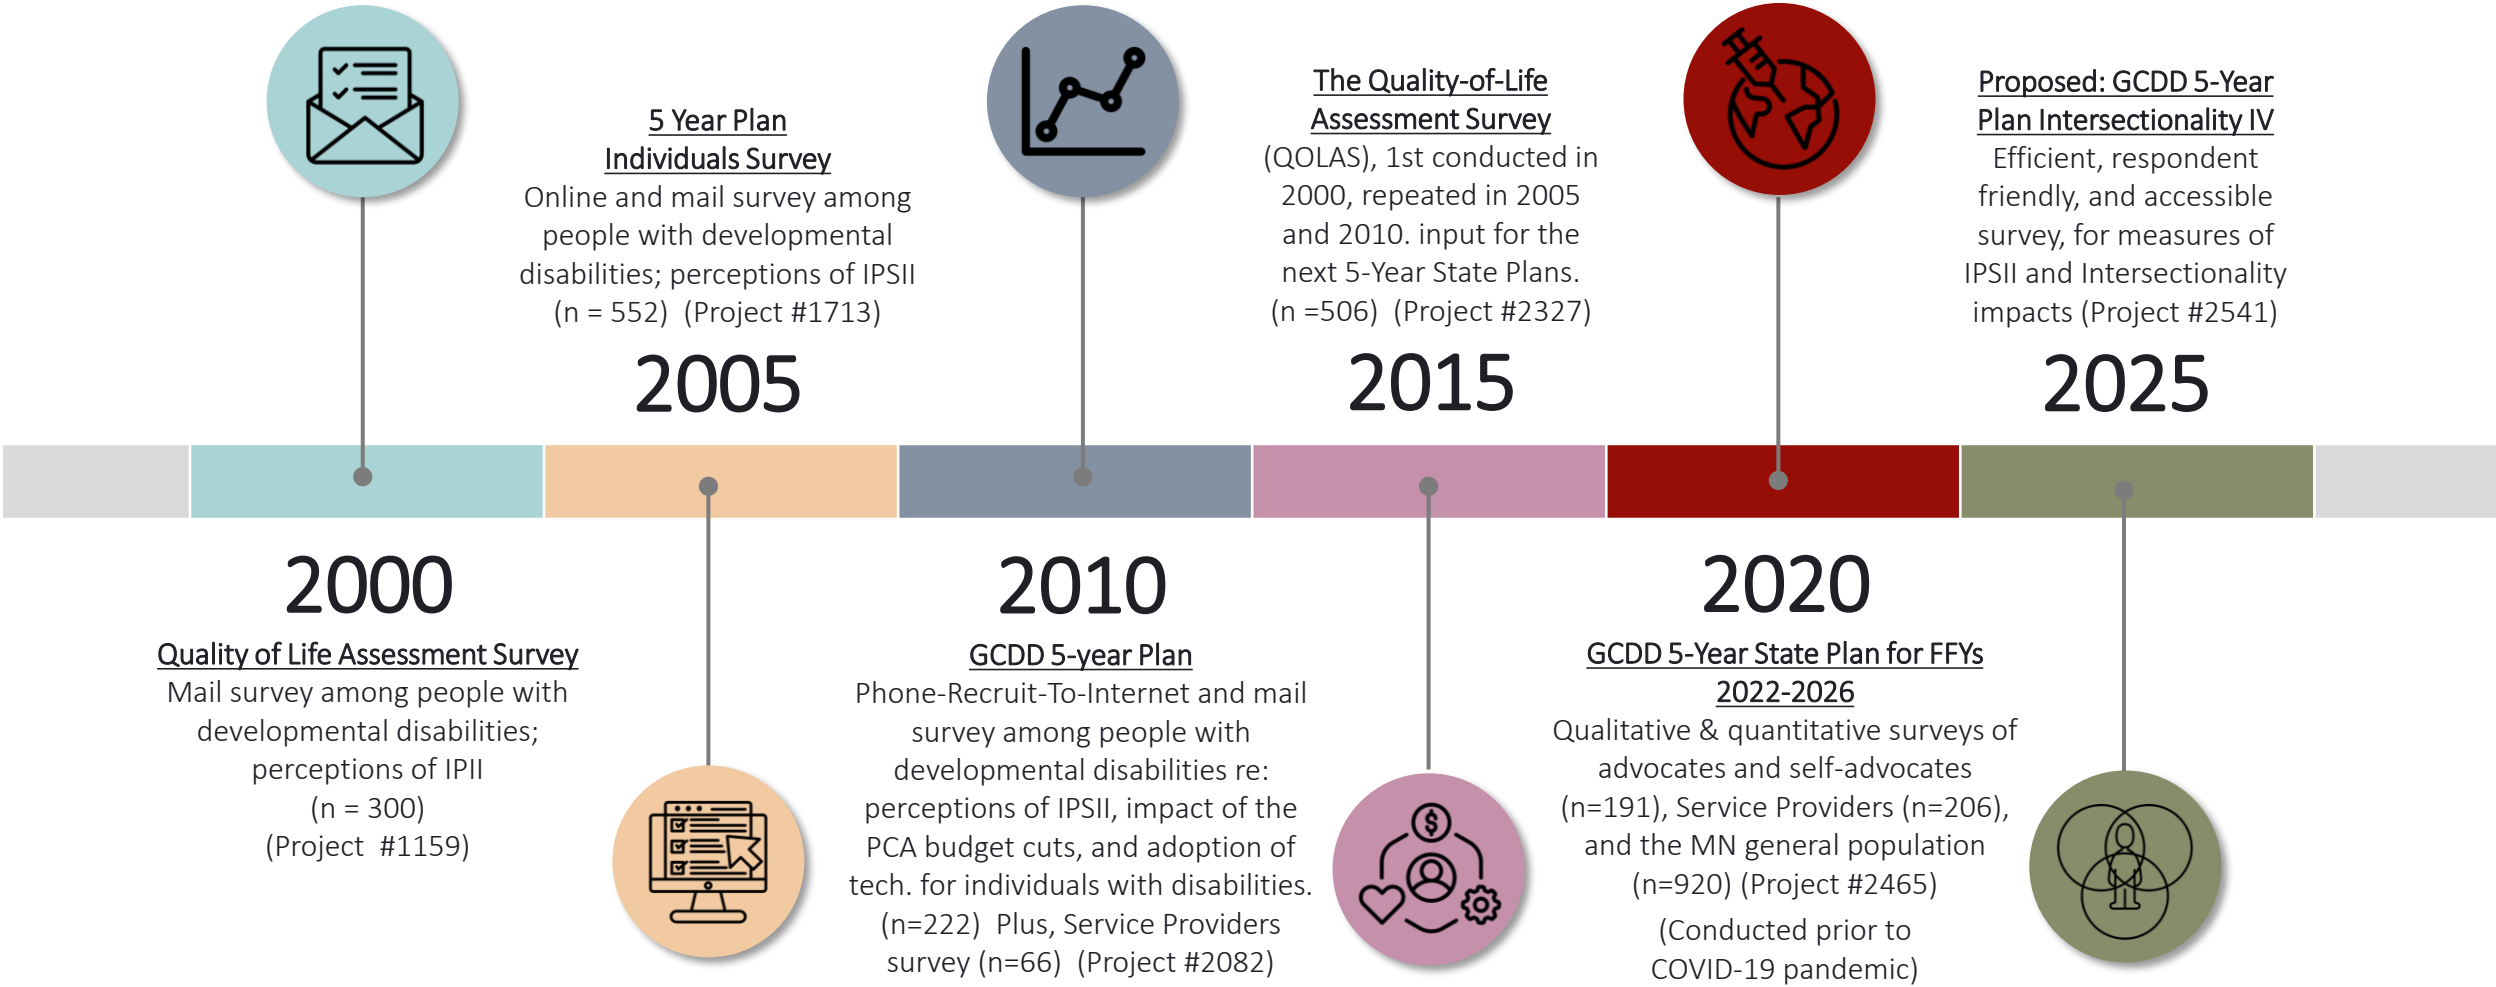 5 Year Plan
Individuals Survey
Online and mail survey among
people with developmental
disabilities; perceptions of IPSII
(n = 552)  (Project #1713)
2005
The Quality-of-Life
Assessment Survey
(QOLAS), 1st conducted in
2000, repeated in 2005
and 2010. input for the
next 5-Year State Plans.
(n =506)  (Project #2327)
2015
Proposed: GCDD 5-Year
Plan Intersectionality IV
Efficient, respondent
friendly, and accessible
survey, for measures of
IPSII and Intersectionality
impacts (Project #2541)
2025
2000
Quality of Life Assessment Survey
Mail survey among people with
developmental disabilities;
perceptions of IPII
(n = 300)
(Project  #1159)
2010
GCDD 5-year Plan
Phone-Recruit-To-Internet and mail
survey among people with
developmental disabilities re:
perceptions of IPSII, impact of the
PCA budget cuts, and adoption of
tech. for individuals with disabilities.
(n=222)  Plus, Service Providers
survey (n=66)  (Project #2082)
$
2020
GCDD 5-Year State Plan for FFYs
2022-2026
Qualitative & quantitative surveys of
advocates and self-advocates
(n=191), Service Providers (n=206),
and the MN general population
(n=920) (Project #2465)
(Conducted prior to
COVID-19 pandemic)